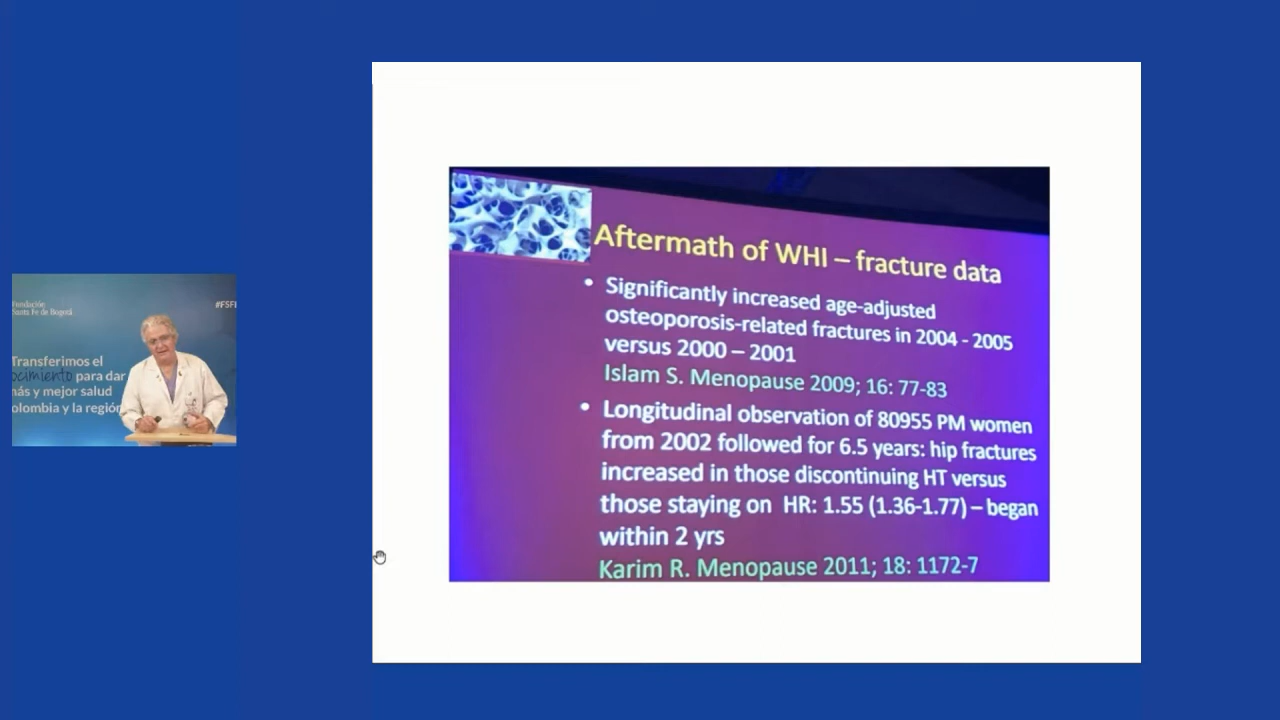 Fundación
Santa Fe de Bogotá
#FSFB
Transferimos el
ocimiento para dar
más y mejor salud
olombia y la región
Aftermath of WHI – fracture data
• Significantly increased age-adjusted
osteoporosis-related fractures in 2004 - 2005
versus 2000 – 2001
Islam S. Menopause 2009; 16: 77-83
• Longitudinal observation of 80955 PM women
from 2002 followed for 6.5 years: hip fractures
increased in those discontinuing HT versus
those staying on HR: 1.55 (1.36-1.77) – began
within 2 yrs
Karim R. Menopause 2011; 18: 1172-7